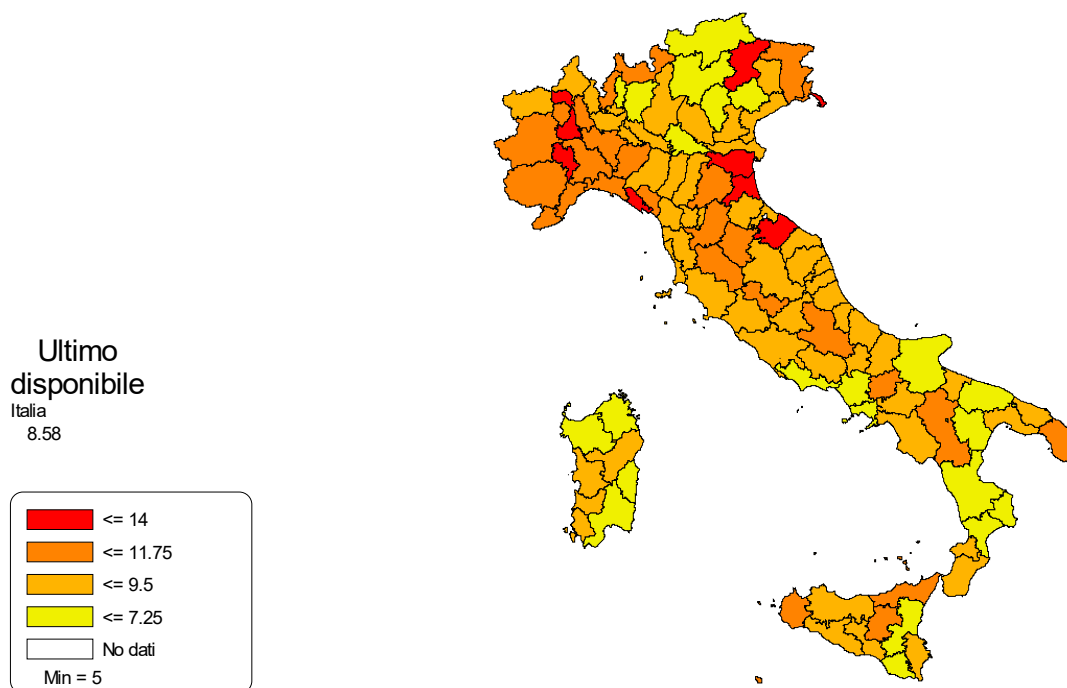 Ultimo
disponibile
Italia
8.58
<= 14
<= 11.75
<= 9.5
<= 7.25
No dati
Min = 5